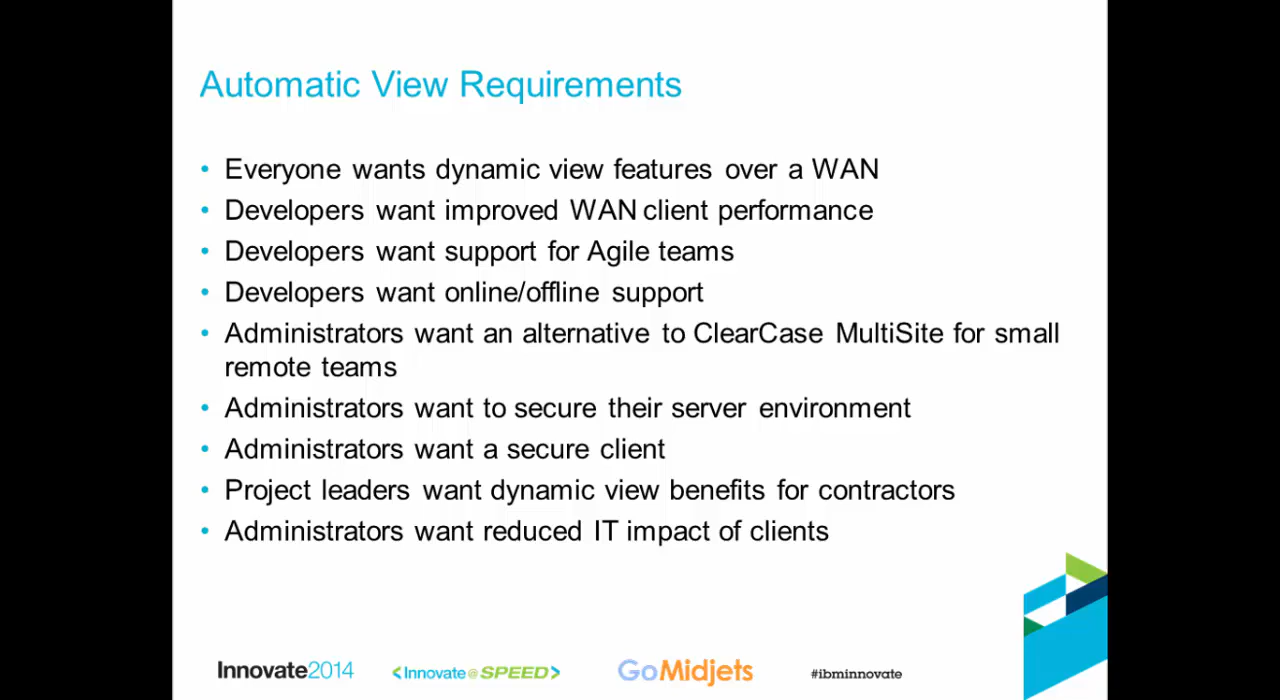 Automatic View Requirements
• Everyone wants dynamic view features over a WAN
• Developers want improved WAN client performance
• Developers want support for Agile teams
• Developers want online/offline support
• Administrators want an alternative to ClearCase MultiSite for small
remote teams
• Administrators want to secure their server environment
• Administrators want a secure client
• Project leaders want dynamic view benefits for contractors
• Administrators want reduced IT impact of clients
Innovate2014 <Innovate@SPEED> GoMidjets #ibminnovate